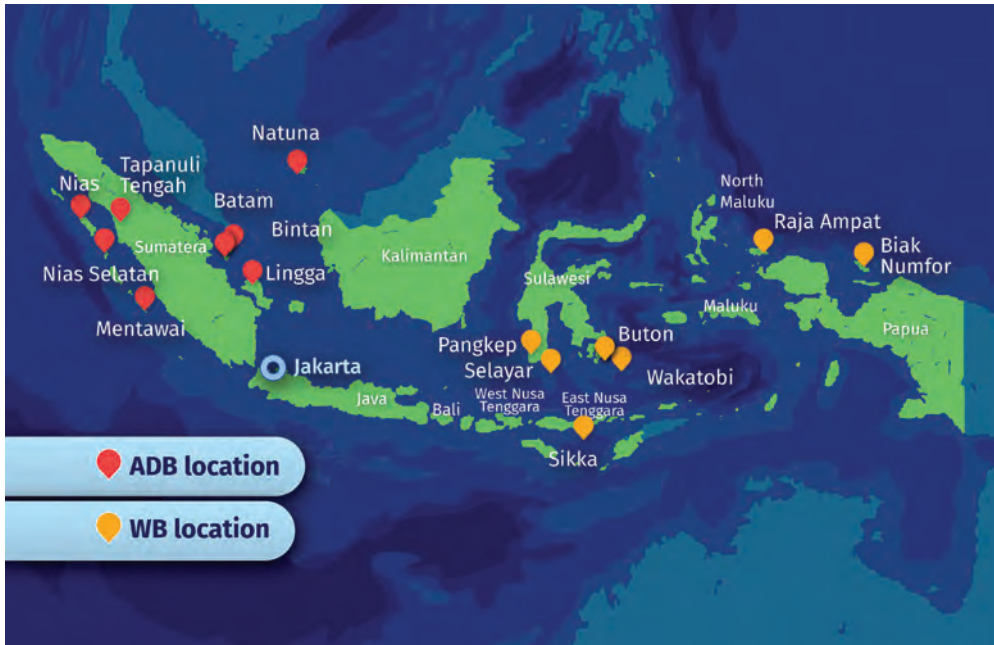 Natuna
Tapanuli
Tengah
Nias
Batam
Bintan
Sumatera
Lingga
Nias Selatan
Mentawai
Kalimantan
Sulawesi
North
Maluku
Raja Ampat
Biak
Numfor
Maluku
Papua
Pangkep
Selayar
Buton
Wakatobi
Jakarta
Java
Bali
West Nusa
Tenggara
East Nusa
Tenggara
Sikka
ADB location
WB location